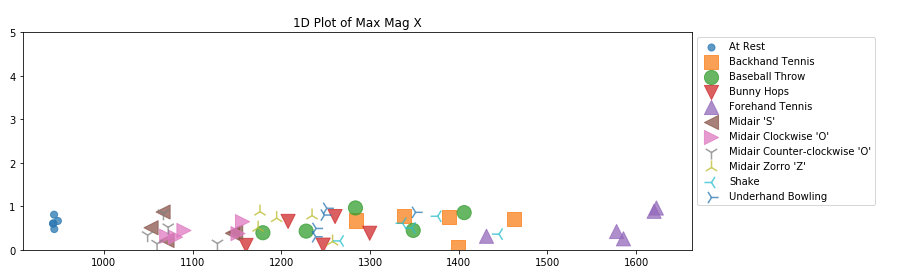 1D Plot of Max Mag X
5
4
3
2
1
0
1000 1100 1200 1300 1400 1500 1600
At Rest
Backhand Tennis
Baseball Throw
Bunny Hops
Forehand Tennis
Midair 'S'
Midair Clockwise 'O'
Midair Counter-clockwise 'O'
Midair Zorro 'Z'
Shake
Underhand Bowling